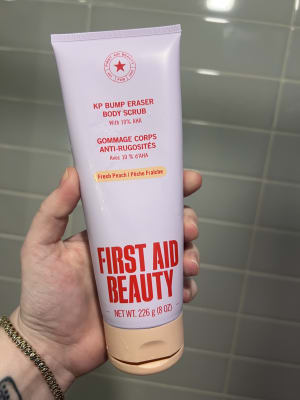 KP BUMP ERASER
BODY SCRUB
With 10% AHA
GOMMAGE CORPS
ANTI-RUGOSITÉS
Avec 10 % d'AHA
Fresh Peach | Pêche Fraîche
FIRST AID
BEAUTY
NET WT. 226 g (8 OZ)